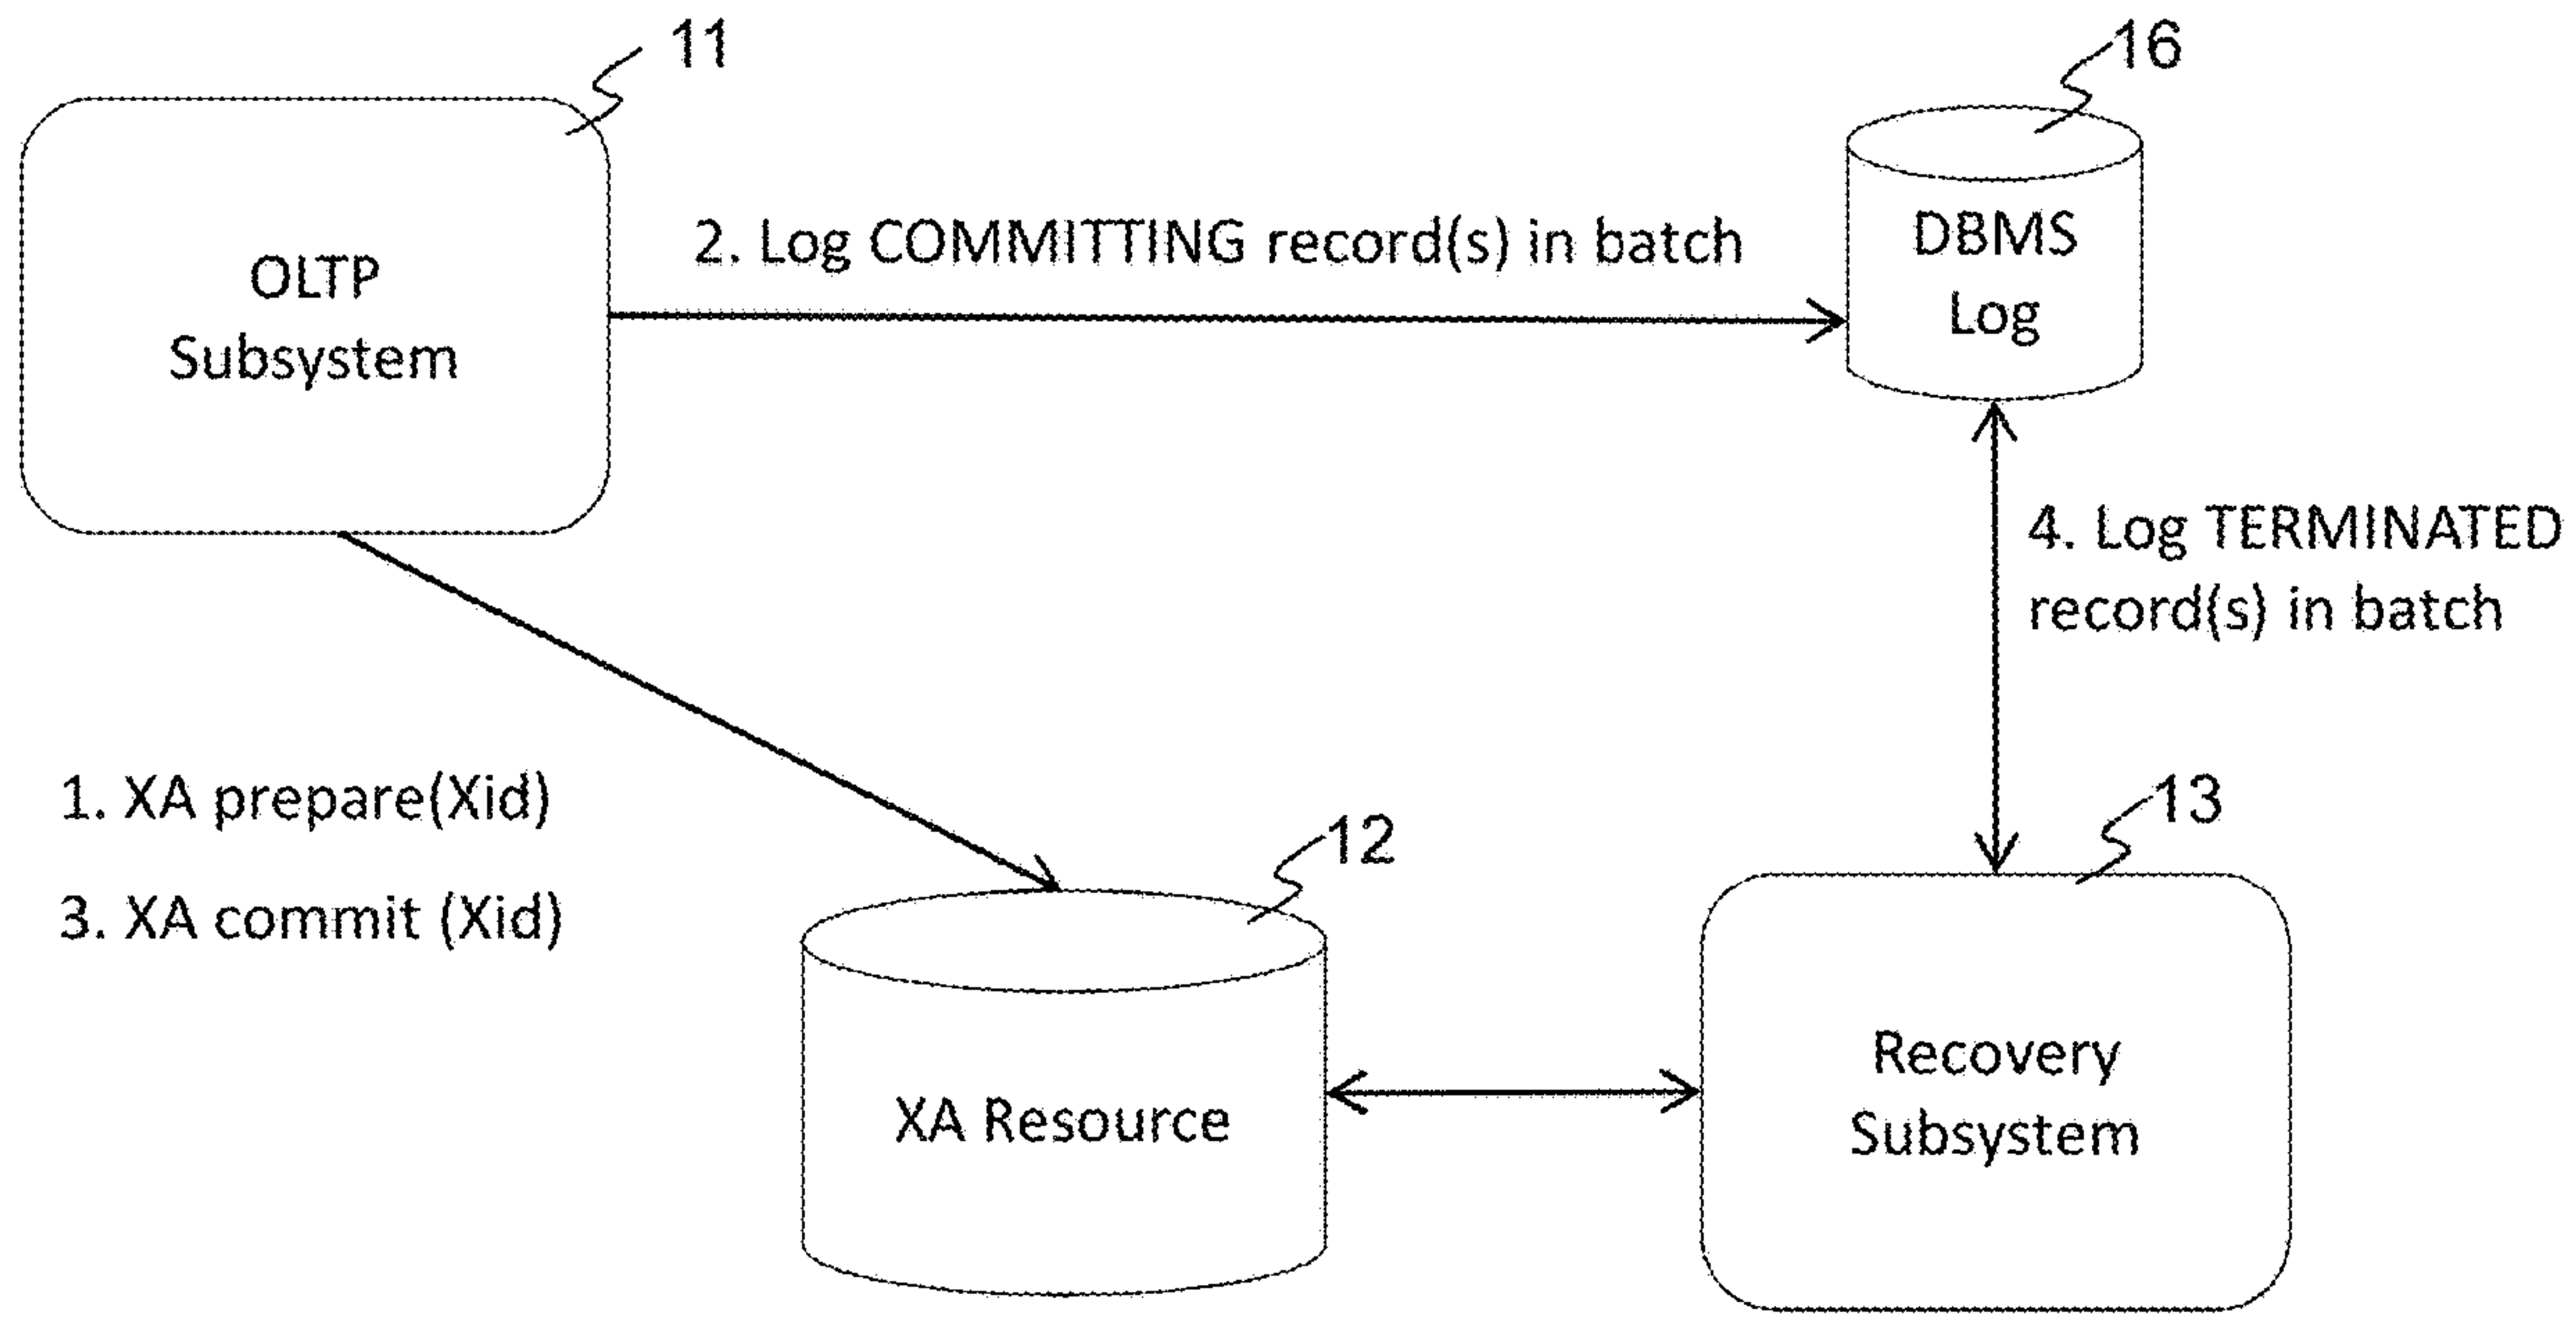 11
16
OLTP
Subsystem
2. Log COMMITTING record(s) in batch
DBMS
Log
4. Log TERMINATED
record(s) in batch
1. XA prepare(Xid)
3. XA commit (Xid)
12
13
XA Resource
Recovery
Subsystem